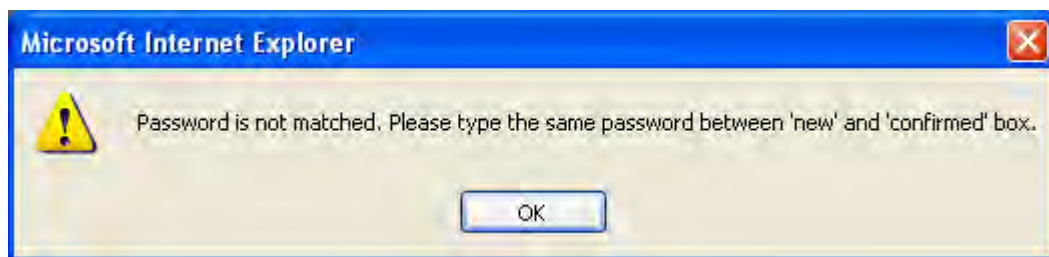 Microsoft Internet Explorer
Password is not matched. Please type the same password between 'new' and 'confirmed' box.
OK